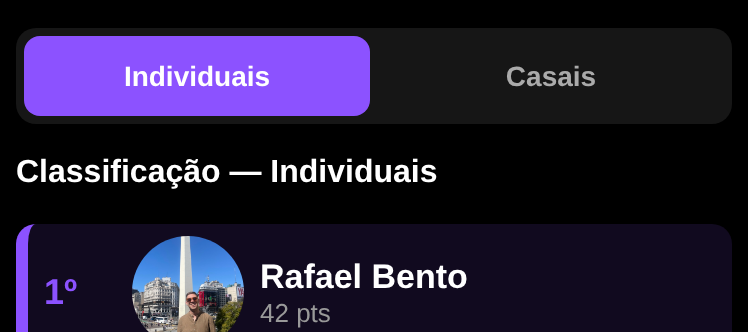 Individuais
Casais
Classificação — Individuais
1º
Rafael Bento
42 pts